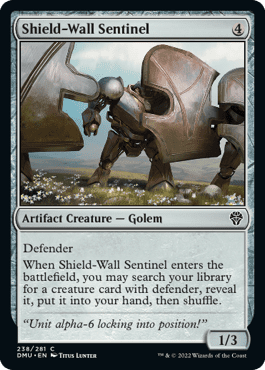 Shield-Wall Sentinel 4
Artifact Creature — Golem
Defender
When Shield-Wall Sentinel enters the
battlefield, you may search your library
for a creature card with defender, reveal
it, put it into your hand, then shuffle.
“Unit alpha-6 locking into position!”
1/3
238/281 C
DMU • EN Titus Lunter
™ & © 2022 Wizards of the Coast